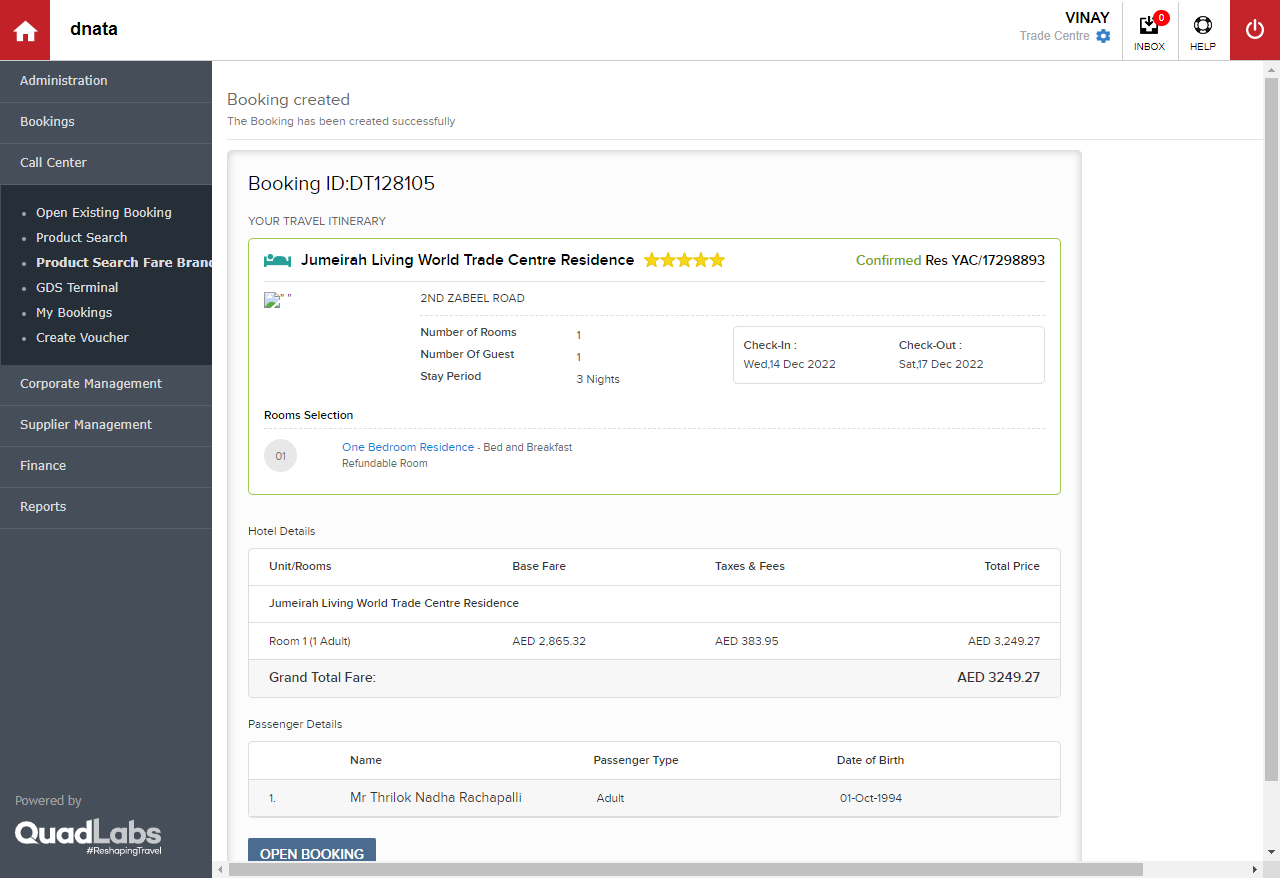 dnata
VINAY
Trade Centre
0
INBOX
HELP
Administration
Bookings
Call Center
Open Existing Booking
Product Search
Product Search Fare Bran
GDS Terminal
My Bookings
Create Voucher
Corporate Management
Supplier Management
Finance
Reports
Powered by
QuadLabs
#ReshapingTravel
Booking created
The Booking has been created successfully
Booking ID:DT128105
YOUR TRAVEL ITINERARY
Jumeirah Living World Trade Centre Residence Confirmed Res YAC/17298893
" "
2ND ZABEEL ROAD
Number of Rooms 1
Number Of Guest 1
Stay Period 3 Nights
Check-In : Check-Out :
Wed,14 Dec 2022 Sat,17 Dec 2022
Rooms Selection
01
One Bedroom Residence - Bed and Breakfast
Refundable Room
Hotel Details
Unit/Rooms Base Fare Taxes & Fees Total Price
Jumeirah Living World Trade Centre Residence
Room 1 (1 Adult) AED 2,865.32 AED 383.95 AED 3,249.27
Grand Total Fare: AED 3249.27
Passenger Details
Name Passenger Type Date of Birth
1. Mr Thrilok Nadha Rachapalli Adult 01-Oct-1994
OPEN BOOKING